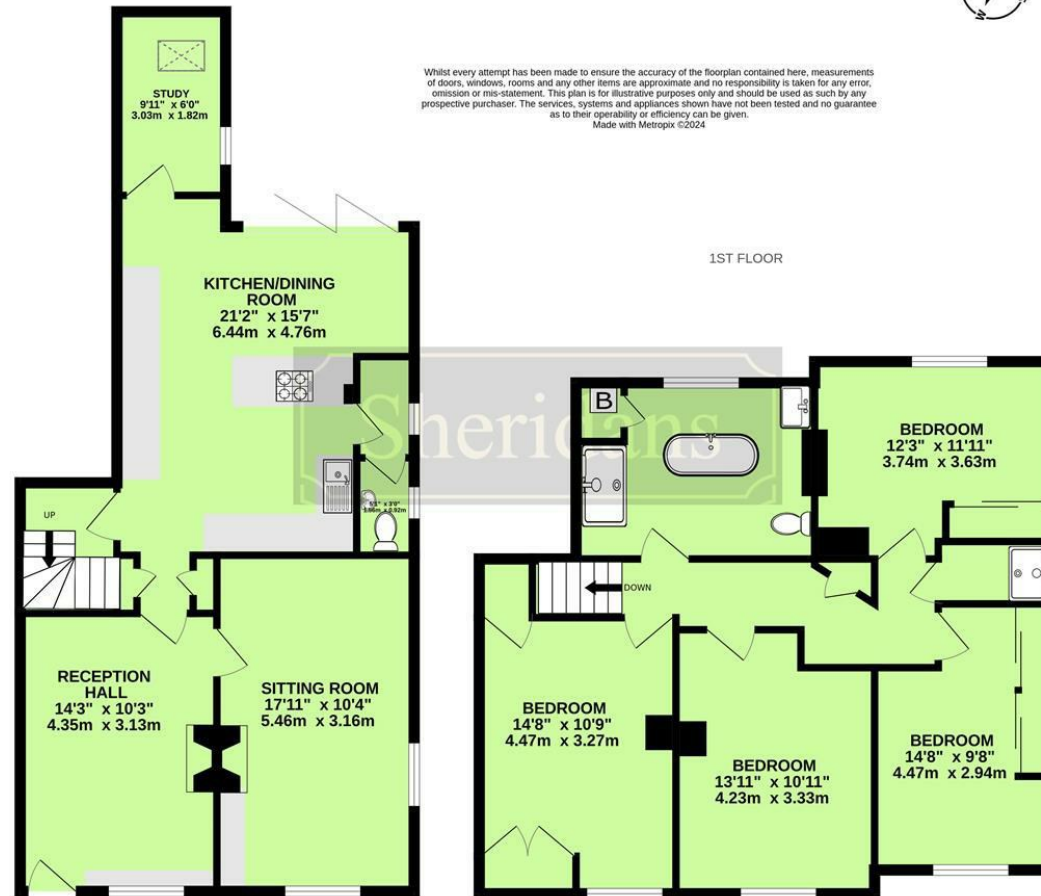 STUDY
9'11" x 6'0"
3.03m x 1.82m
Whilst every attempt has been made to ensure the accuracy of the floorplan contained here, measurements
of doors, windows, rooms and any other items are approximate and no responsibility is taken for any error,
omission or mis-statement. This plan is for illustrative purposes only and should be used as such by any
prospective purchaser. The services, systems and appliances shown have not been tested and no guarantee
as to their operability or efficiency can be given.
Made with Metropix ©2024
KITCHEN/DINING
ROOM
21'2" x 15'7"
6.44m x 4.76m
1ST FLOOR
Sheridans
B
BEDROOM
12'3" x 11'11"
3.74m x 3.63m
UP
DOWN
RECEPTION
HALL
14'3" x 10'3"
4.35m x 3.13m
SITTING ROOM
17'11" x 10'4"
5.46m x 3.16m
BEDROOM
14'8" x 10'9"
4.47m x 3.27m
BEDROOM
13'11" x 10'11"
4.23m x 3.33m
BEDROOM
14'8" x 9'8"
4.47m x 2.94m